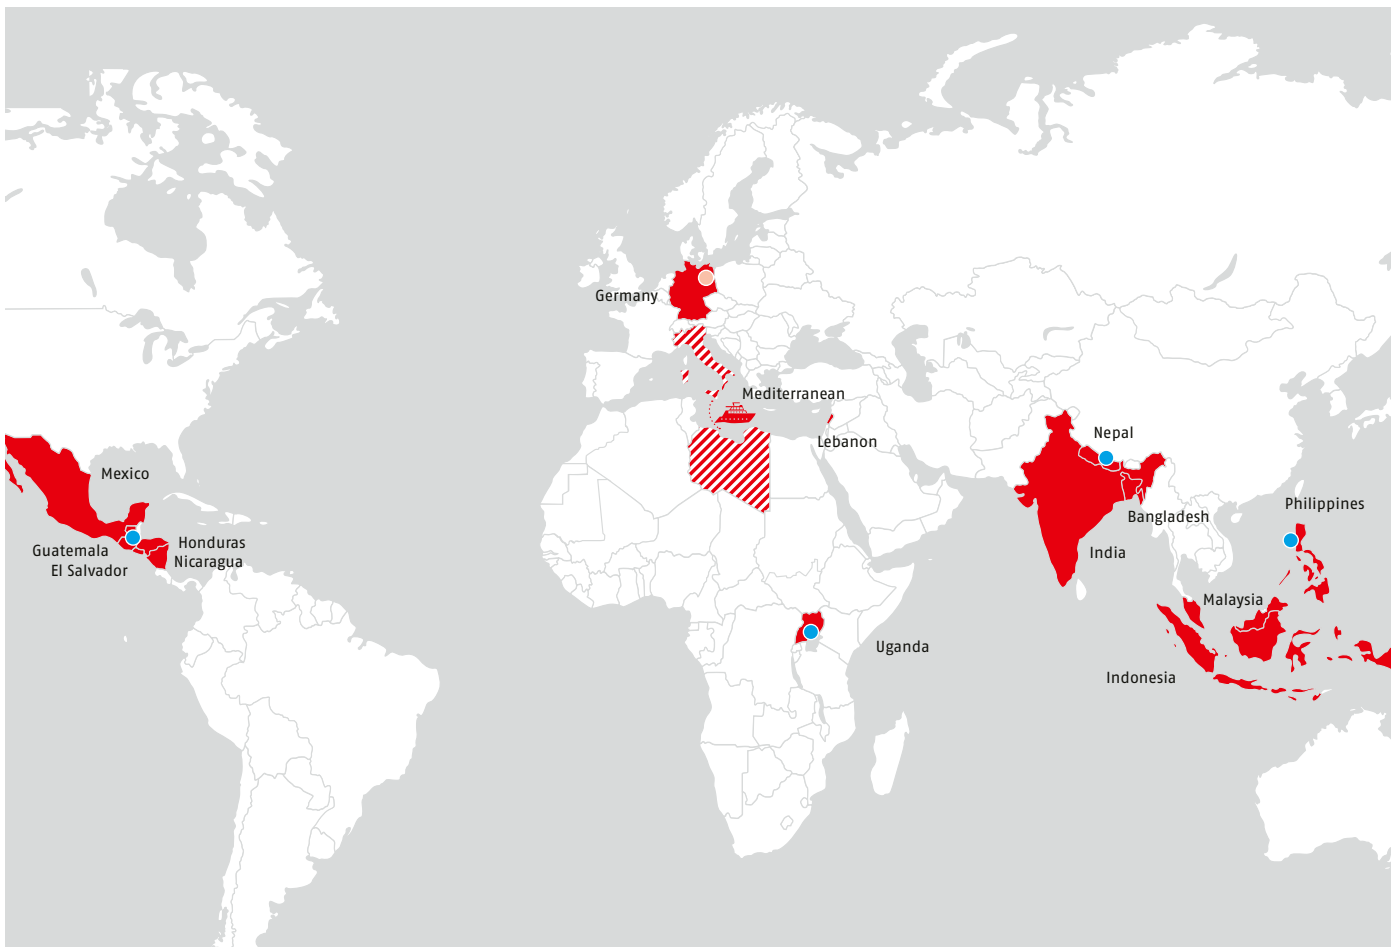 Germany
Mediterranean
Lebanon
Nepal
Mexico
Philippines
Bangladesh
Honduras
Guatemala
India
Nicaragua
El Salvador
Malaysia
Uganda
Indonesia